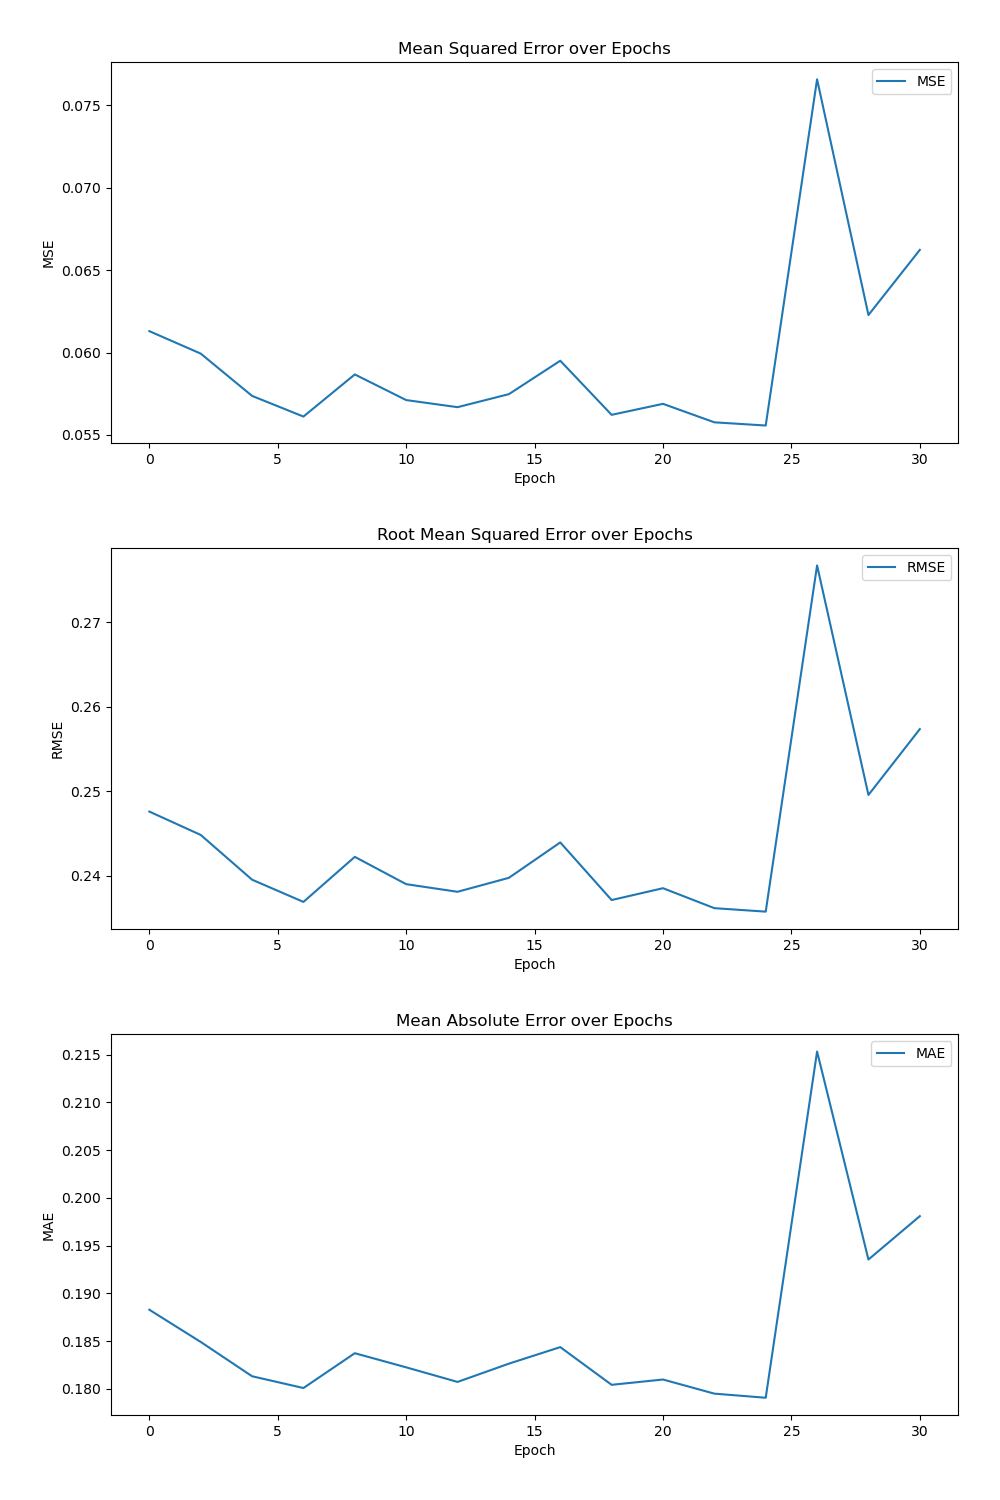 Mean Squared Error over Epochs
MSE
0.075
0.070
0.065
0.060
0.055
MSE
0 5 10 15 20 25 30
Epoch
Root Mean Squared Error over Epochs
RMSE
0.27
0.26
0.25
0.24
RMSE
0 5 10 15 20 25 30
Epoch
Mean Absolute Error over Epochs
MAE
0.215
0.210
0.205
0.200
0.195
0.190
0.185
0.180
MAE
0 5 10 15 20 25 30
Epoch